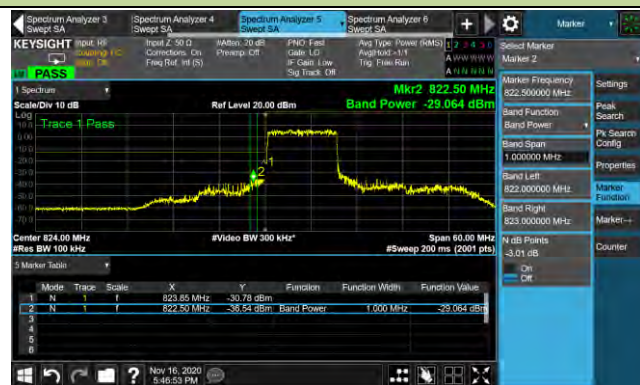 Spectrum Analyzer 3
Swept SA
Spectrum Analyzer 4
Swept SA
Spectrum Analyzer 5
Swept SA
Spectrum Analyzer 6
Swept SA
+
Marker
KEYSIGHT
Input: RF
Input Z: 50 Ω
Corrections: On
Freq Ref: Int (S)
#Atten: 20 dB
Preamp: Off
PNO: Fast
Gate: LO
IF Gain: Low
Sig Track: Off
Avg Type: Power (RMS)
Avg|Hold:>1/1
Trig: Free Run
PASS
Select Marker
Marker 2
1 Spectrum
Scale/Div 10 dB
Ref Level 20.00 dBm
Mkr2 822.50 MHz
Band Power -29.064 dBm
Log
Trace 1 Pass
Center 824.00 MHz
#Res BW 100 kHz
#Video BW 300 kHz*
Span 60.00 MHz
#Sweep 200 ms (2001 pts)
Marker Frequency
822.500000 MHz
Band Function
Band Power
Band Span
1.000000 MHz
Band Left
822.000000 MHz
Band Right
823.000000 MHz
N dB Points
-3.01 dB
On
Off
Settings
Peak
Search
Pk Search
Config
Properties
Marker
Function
Marker→
Counter
5 Marker Table
Mode Trace Scale X Y Function Function Width Function Value
1 N 1 f 823.85 MHz -30.78 dBm
2 N 1 f 822.50 MHz -36.54 dBm Band Power 1.000 MHz -29.064 dBm
3
4
5
6
Nov 16, 2020
5:46:53 PM